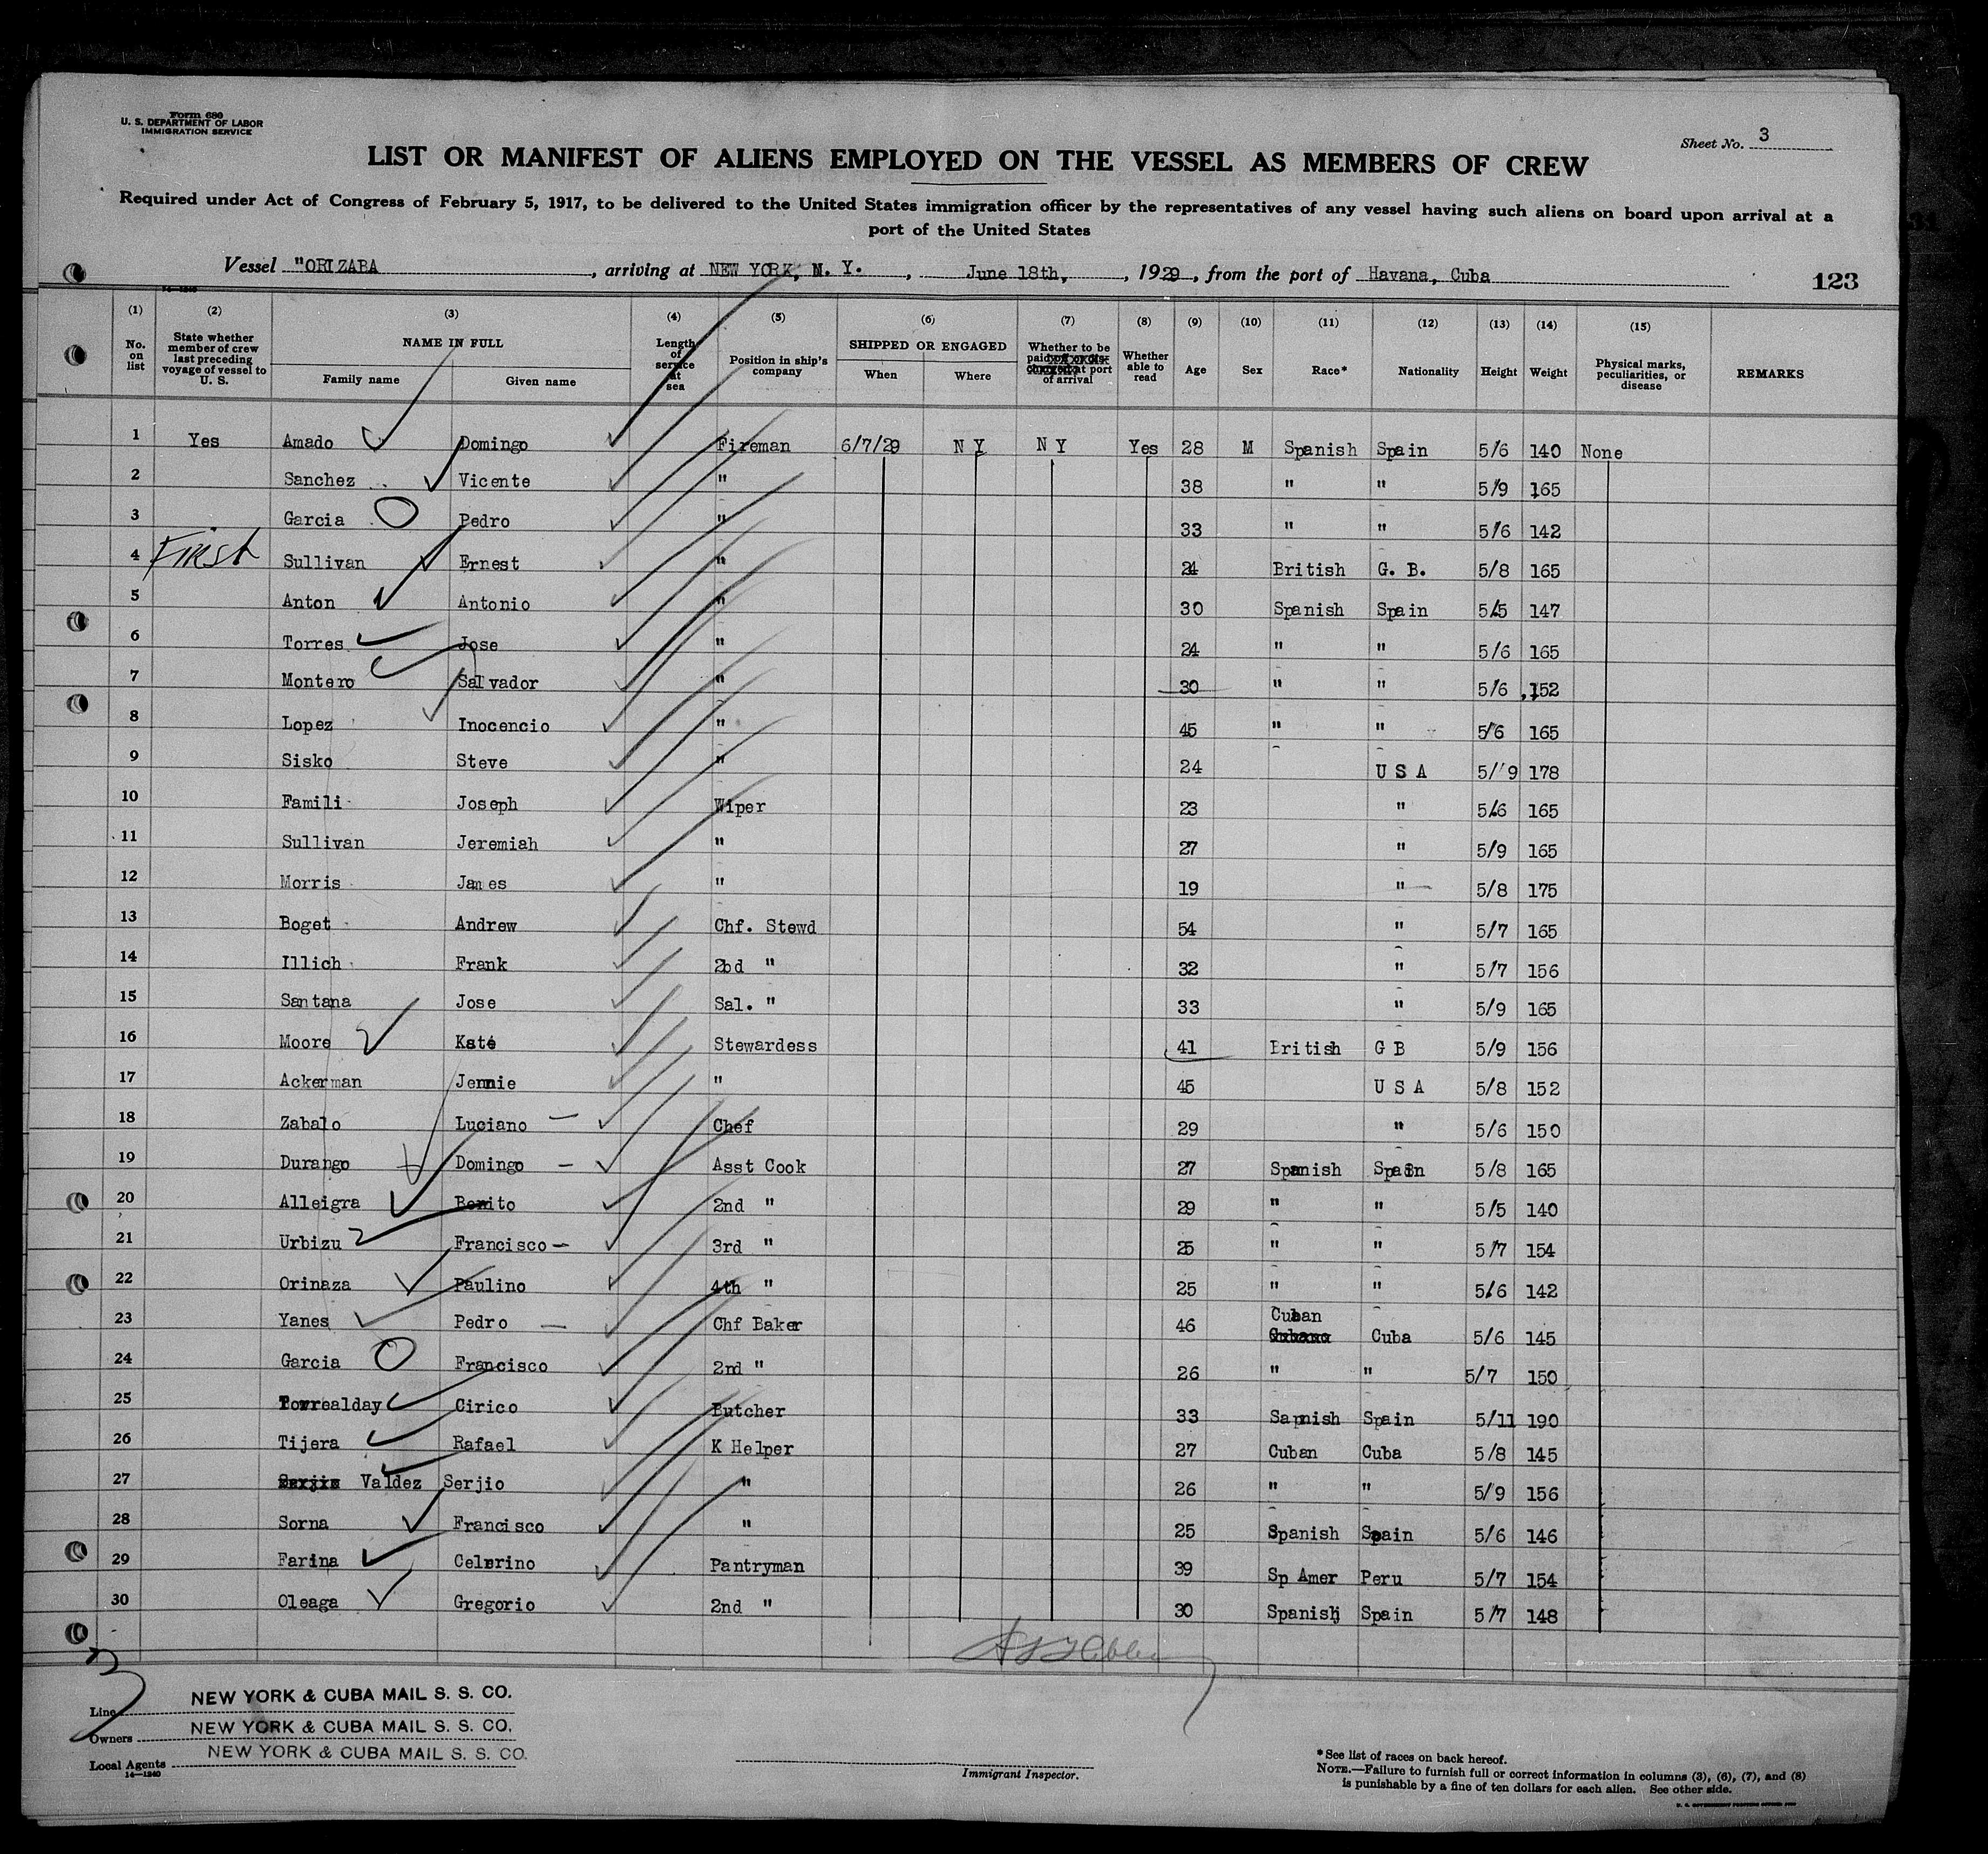 Form 680
U. S. DEPARTMENT OF LABOR
IMMIGRATION SERVICE
Sheet No. 3
LIST OR MANIFEST OF ALIENS EMPLOYED ON THE VESSEL AS MEMBERS OF CREW
Required under Act of Congress of February 5, 1917, to be delivered to the United States immigration officer by the representatives of any vessel having such aliens on board upon arrival at a
port of the United States
Vessel "ORIZABA , arriving at NEW YORK, N. Y. , June 18th, , 1929 , from the port of Havana, Cuba
123
(1) (2) (3) (4) (5) (6) (7) (8) (9) (10) (11) (12) (13) (14) (15)
No. on list State whether member of crew last preceding voyage of vessel to U. S. NAME IN FULL Family name Given name Length of service at sea Position in ship's company SHIPPED OR ENGAGED When Where Whether to be paid off or discharged at port of arrival Whether able to read Age Sex Race* Nationality Height Weight Physical marks, peculiarities, or disease REMARKS
1 Yes Amado Domingo Fireman 6/7/29 N Y N Y Yes 28 M Spanish Spain 5/6 140 None
2 Sanchez Vicente " 38 " " 5/9 165
3 Garcia Pedro " 33 " " 5/6 142
4 First Sullivan Ernest " 24 British G. B. 5/8 165
5 Anton Antonio " 30 Spanish Spain 5/5 147
6 Torres Jose " 24 " " 5/6 165
7 Montero Salvador " 30 " " 5/6 152
8 Lopez Inocencio " 45 " " 5/6 165
9 Sisko Steve " 24 U S A 5/9 178
10 Famili Joseph Wiper 23 " 5/6 165
11 Sullivan Jeremiah " 27 " 5/9 165
12 Morris James " 19 " 5/8 175
13 Boget Andrew Chf. Stewd 54 " 5/7 165
14 Illich Frank 2bd " 32 " 5/7 156
15 Santana Jose Sal. " 33 " 5/9 165
16 Moore Kate Stewardess 41 British G B 5/9 156
17 Ackerman Jennie " 45 U S A 5/8 152
18 Zabalo Luciano Chef 29 " 5/6 150
19 Durango Domingo Asst Cook 27 Spanish Spain 5/8 165
20 Alleigra Benito 2nd " 29 " " 5/5 140
21 Urbizu Francisco 3rd " 25 " " 5/7 154
22 Orinaza Paulino 4th " 25 " " 5/6 142
23 Yanes Pedro Chf Baker 46 Cuban Cuba 5/6 145
24 Garcia Francisco 2nd " 26 " " 5/7 150
25 Torrealday Cirico Butcher 33 Sapnish Spain 5/11 190
26 Tijera Rafael K Helper 27 Cuban Cuba 5/8 145
27 Valdez Serjio " 26 " " 5/9 156
28 Sorna Francisco " 25 Spanish Spain 5/6 146
29 Farina Celerino Pantryman 39 Sp Amer Peru 5/7 154
30 Oleaga Gregorio 2nd " 30 Spanish Spain 5/7 148
Line NEW YORK & CUBA MAIL S. S. CO.
Owners NEW YORK & CUBA MAIL S. S. CO.
Local Agents NEW YORK & CUBA MAIL S. S. CO.
14—1240
Immigrant Inspector.
*See list of races on back hereof.
NOTE.—Failure to furnish full or correct information in columns (3), (6), (7), and (8)
is punishable by a fine of ten dollars for each alien. See other side.